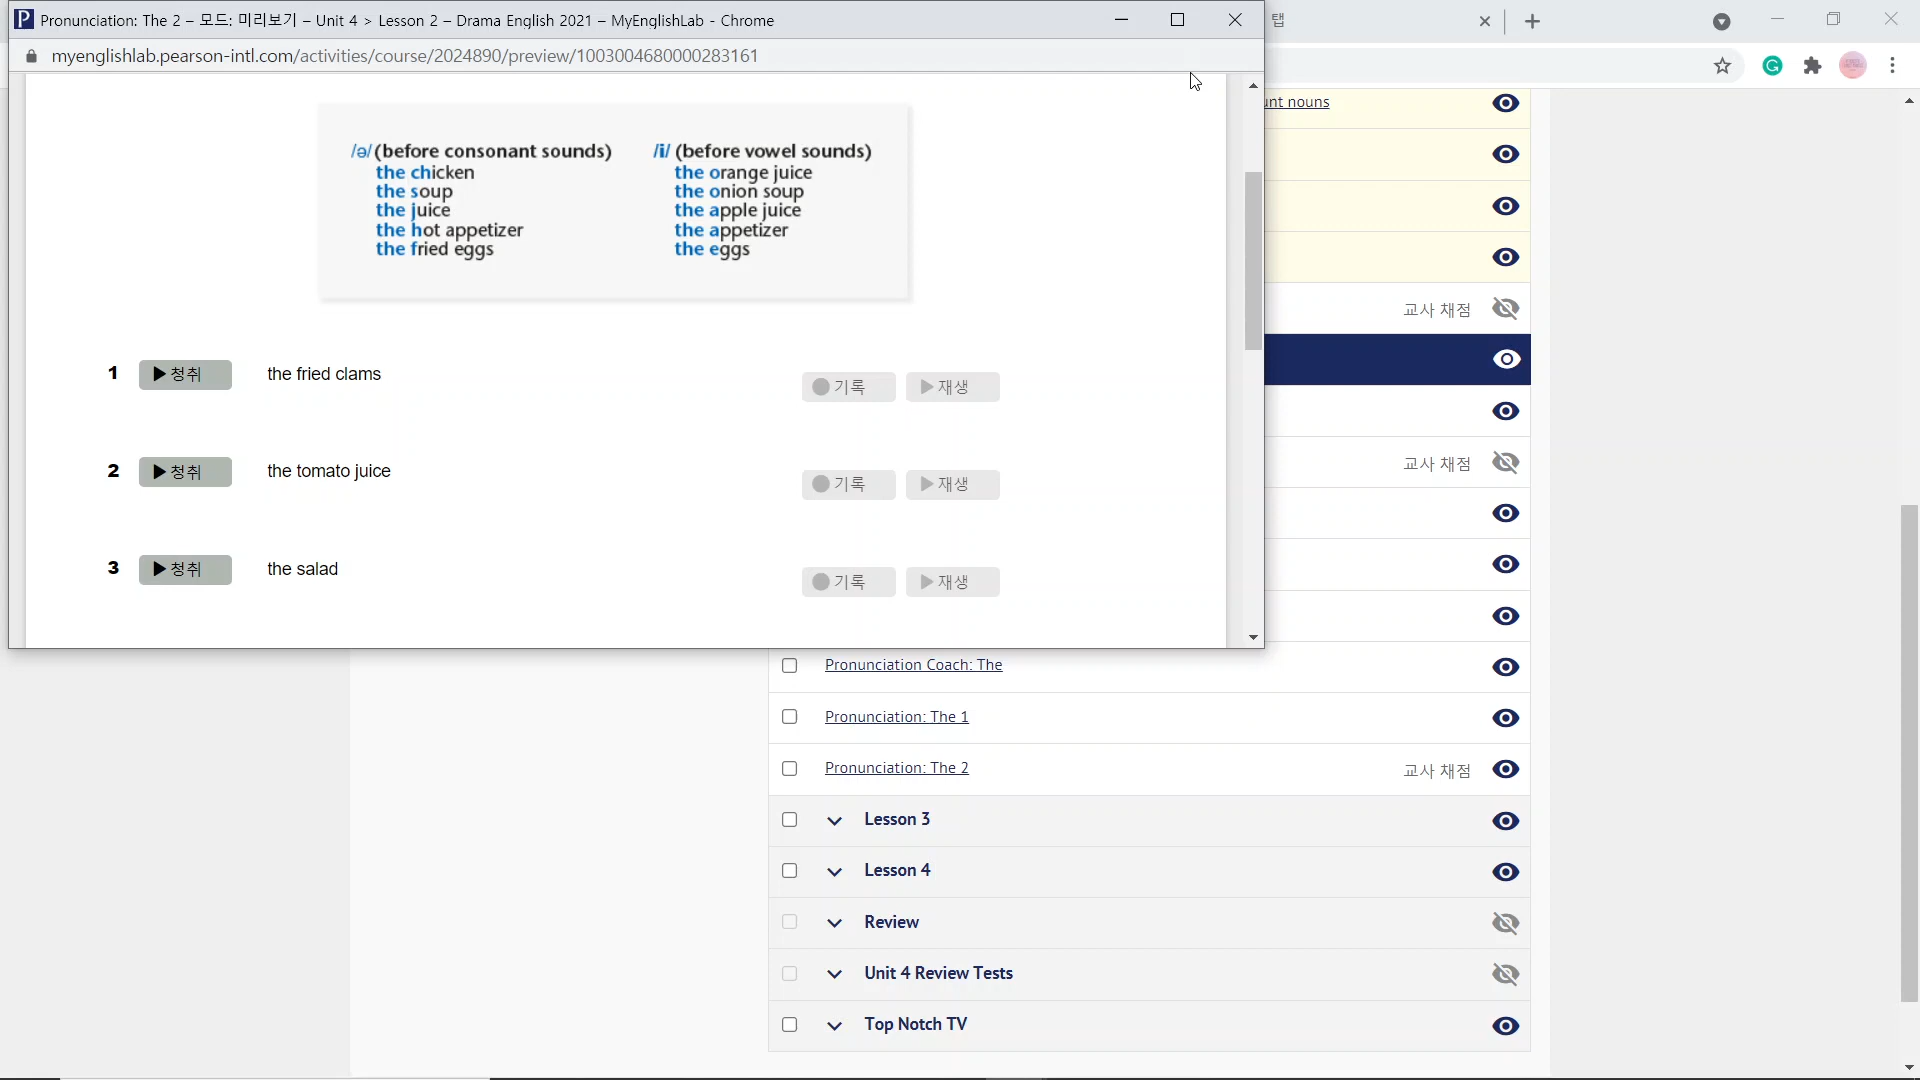 Pronunciation: The 2 – 모드: 미리보기 – Unit 4 > Lesson 2 – Drama English 2021 – MyEnglishLab - Chrome
탭
myenglishlab.pearson-intl.com/activities/course/2024890/preview/1003004680000283161
/ə/ (before consonant sounds)
the chicken
the soup
the juice
the hot appetizer
the fried eggs
/i/ (before vowel sounds)
the orange juice
the onion soup
the apple juice
the appetizer
the eggs
1 청취 the fried clams 기록 재생
2 청취 the tomato juice 기록 재생
3 청취 the salad 기록 재생
nouns
교사 채점
교사 채점
Pronunciation Coach: The
Pronunciation: The 1
Pronunciation: The 2 교사 채점
Lesson 3
Lesson 4
Review
Unit 4 Review Tests
Top Notch TV